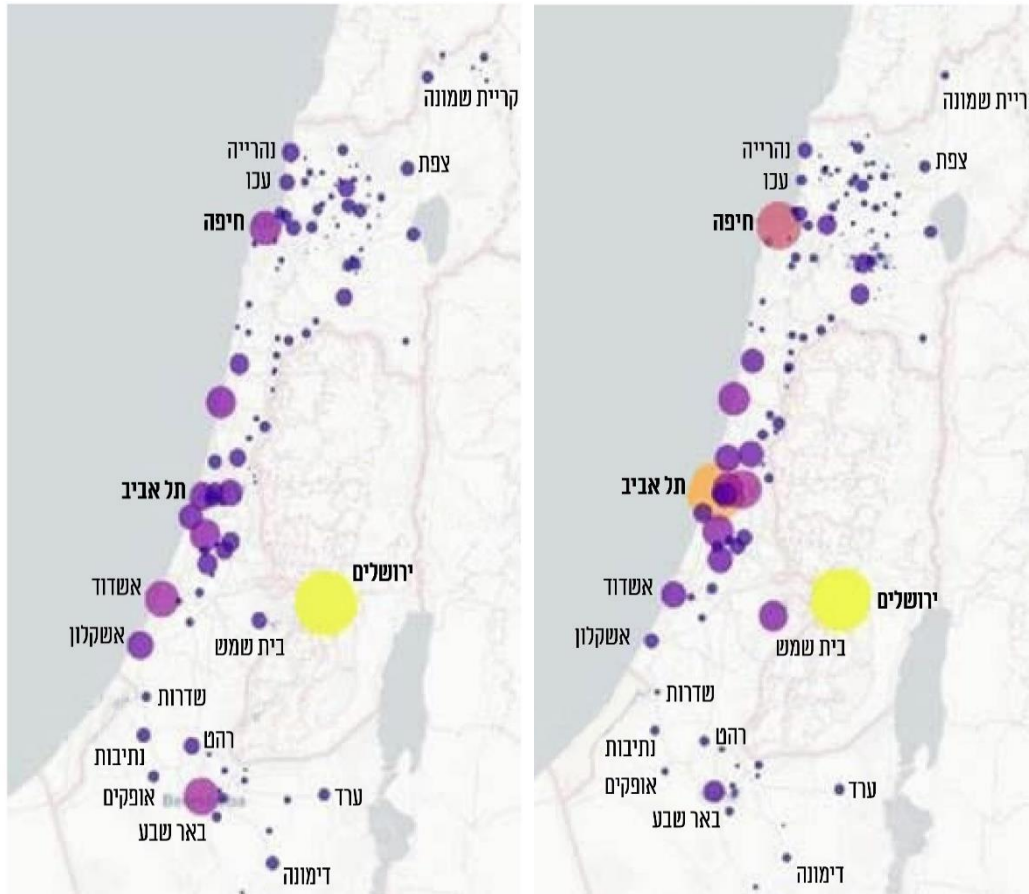 קריית שמונה
נהרייה
צפת
עכו
חיפה
תל אביב
ירושלים
אשדוד
אשקלון
בית שמש
שדרות
רהט
נתיבות
אופקים
ערד
באר שבע
דימונה
ריית שמונה
נהרייה
צפת
עכו
חיפה
תל אביב
ירושלים
אשדוד
אשקלון
בית שמש
שדרות
רהט
נתיבות
אופקים
ערד
באר שבע
דימונה